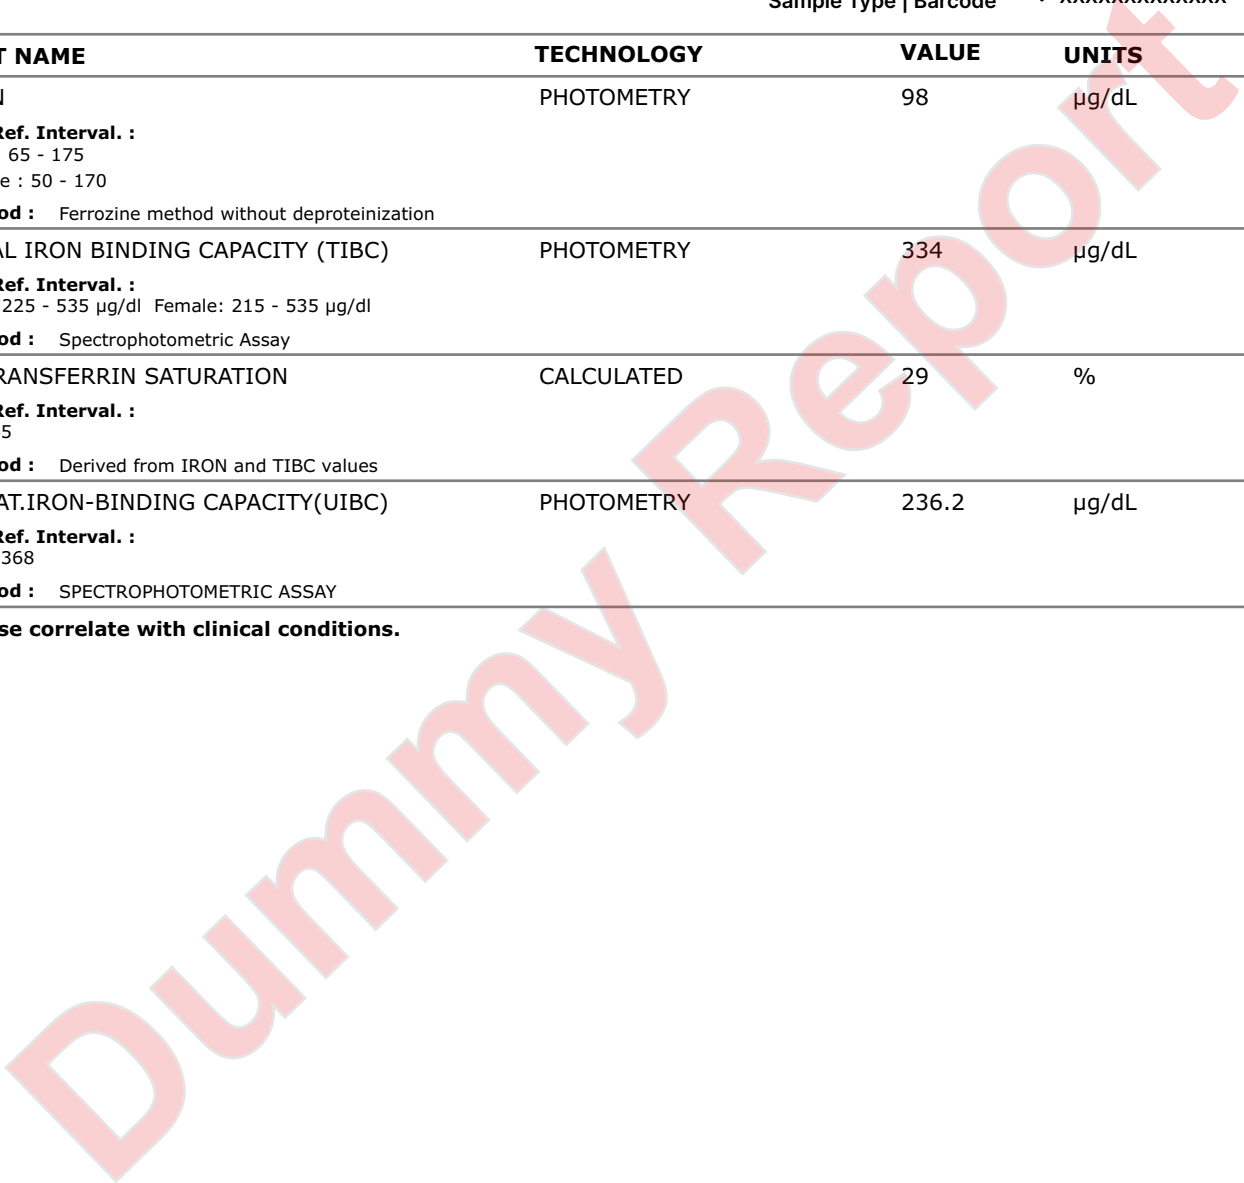 Sample Type | Barcode : xxxxxxxxxxxxxx
T NAME TECHNOLOGY VALUE UNITS
N PHOTOMETRY 98 µg/dL
Ref. Interval. :
65 - 175
e : 50 - 170
od : Ferrozine method without deproteinization
AL IRON BINDING CAPACITY (TIBC) PHOTOMETRY 334 µg/dL
Ref. Interval. :
225 - 535 µg/dl Female: 215 - 535 µg/dl
od : Spectrophotometric Assay
RANSFERRIN SATURATION CALCULATED 29 %
Ref. Interval. :
5
od : Derived from IRON and TIBC values
AT.IRON-BINDING CAPACITY(UIBC) PHOTOMETRY 236.2 µg/dL
Ref. Interval. :
368
od : SPECTROPHOTOMETRIC ASSAY
se correlate with clinical conditions.
Dummy Report